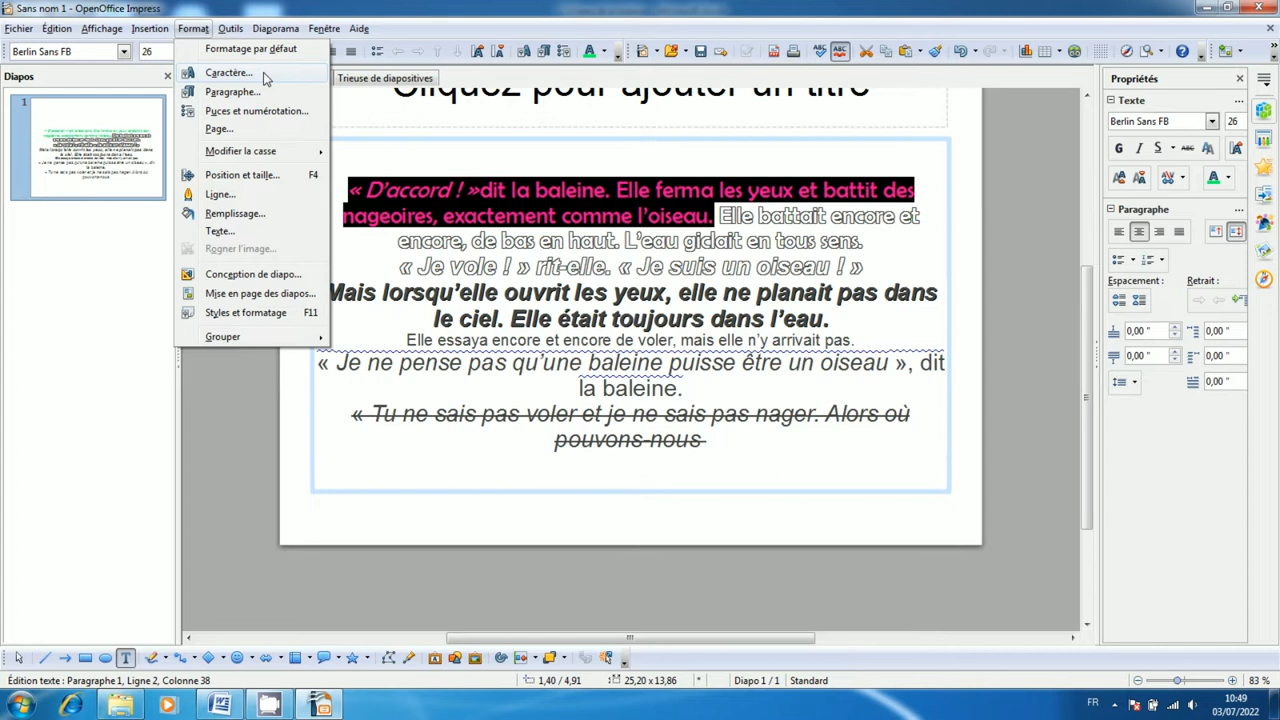 Sans nom 1 - OpenOffice Impress
Fichier Édition Affichage Insertion Format Outils Diaporama Fenêtre Aide
Berlin Sans FB 26
Formatage par défaut
Caractère...
Paragraphe...
Puces et numérotation...
Page...
Modifier la casse
Position et taille... F4
Ligne...
Remplissage...
Texte...
Rogner l'image...
Conception de diapo...
Mise en page des diapos...
Styles et formatage F11
Grouper
Diapos
1
Trieuse de diapositives
Cliquez pour ajouter un titre
« D'accord ! »dit la baleine. Elle ferma les yeux et battit des
nageoires, exactement comme l'oiseau. Elle battait encore et
encore, de bas en haut. L'eau giclait en tous sens.
« Je vole ! » rit-elle. « Je suis un oiseau ! »
Mais lorsqu'elle ouvrit les yeux, elle ne planait pas dans
le ciel. Elle était toujours dans l'eau.
Elle essaya encore et encore de voler, mais elle n'y arrivait pas.
« Je ne pense pas qu'une baleine puisse être un oiseau », dit
la baleine.
« Tu ne sais pas voler et je ne sais pas nager. Alors où
pouvons-nous
Propriétés
Texte
Berlin Sans FB 26
G I S ABC
Paragraphe
Espacement : Retrait :
0,00 " 0,00 "
0,00 " 0,00 "
0,00 "
Édition texte : Paragraphe 1, Ligne 2, Colonne 38 1,40 / 4,91 25,20 x 13,86 * Diapo 1 / 1 Standard 83 %
FR 10:49
03/07/2022